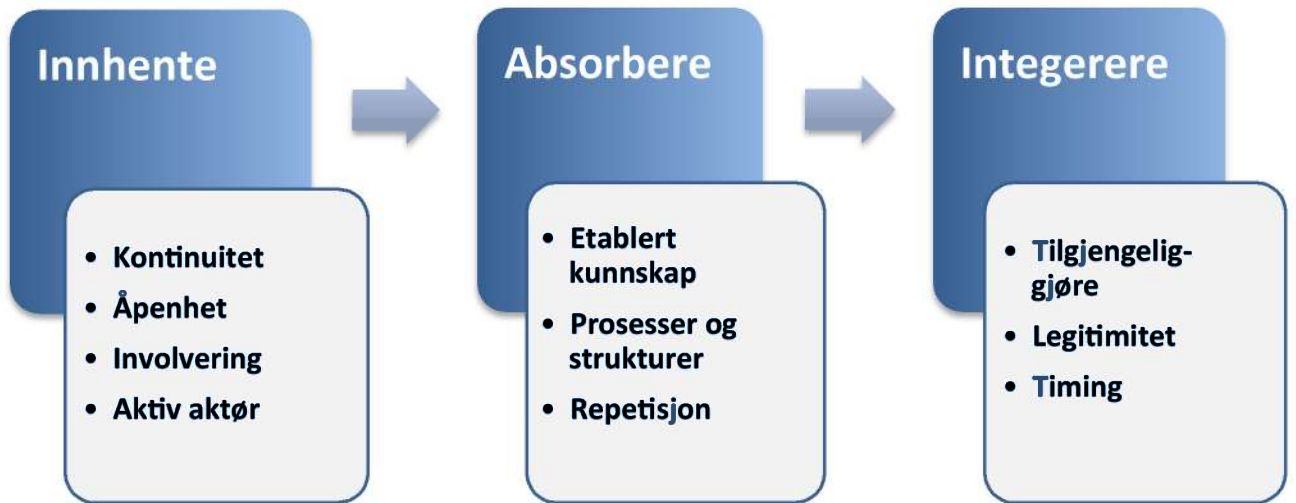 Innhente
• Kontinuitet
• Åpenhet
• Involvering
• Aktiv aktør
Absorbere
• Etablert
kunnskap
• Prosesser og
strukturer
• Repetisjon
Integerere
• Tilgjengelig-
gjøre
• Legitimitet
• Timing